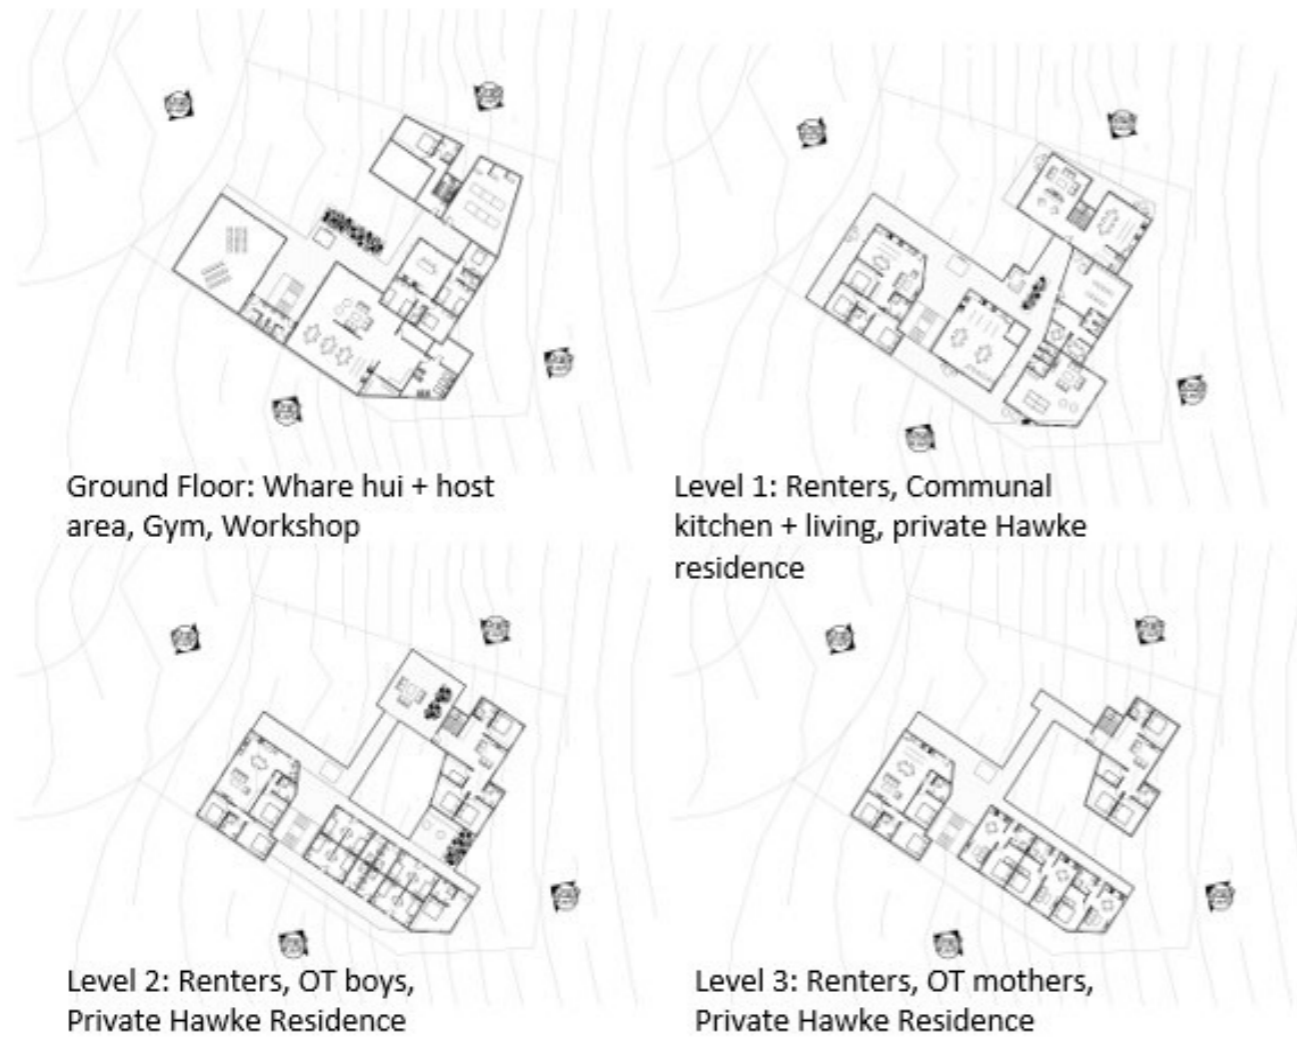 Ground Floor: Whare hui + host
area, Gym, Workshop
Level 1: Renters, Communal
kitchen + living, private Hawke
residence
Level 2: Renters, OT boys,
Private Hawke Residence
Level 3: Renters, OT mothers,
Private Hawke Residence